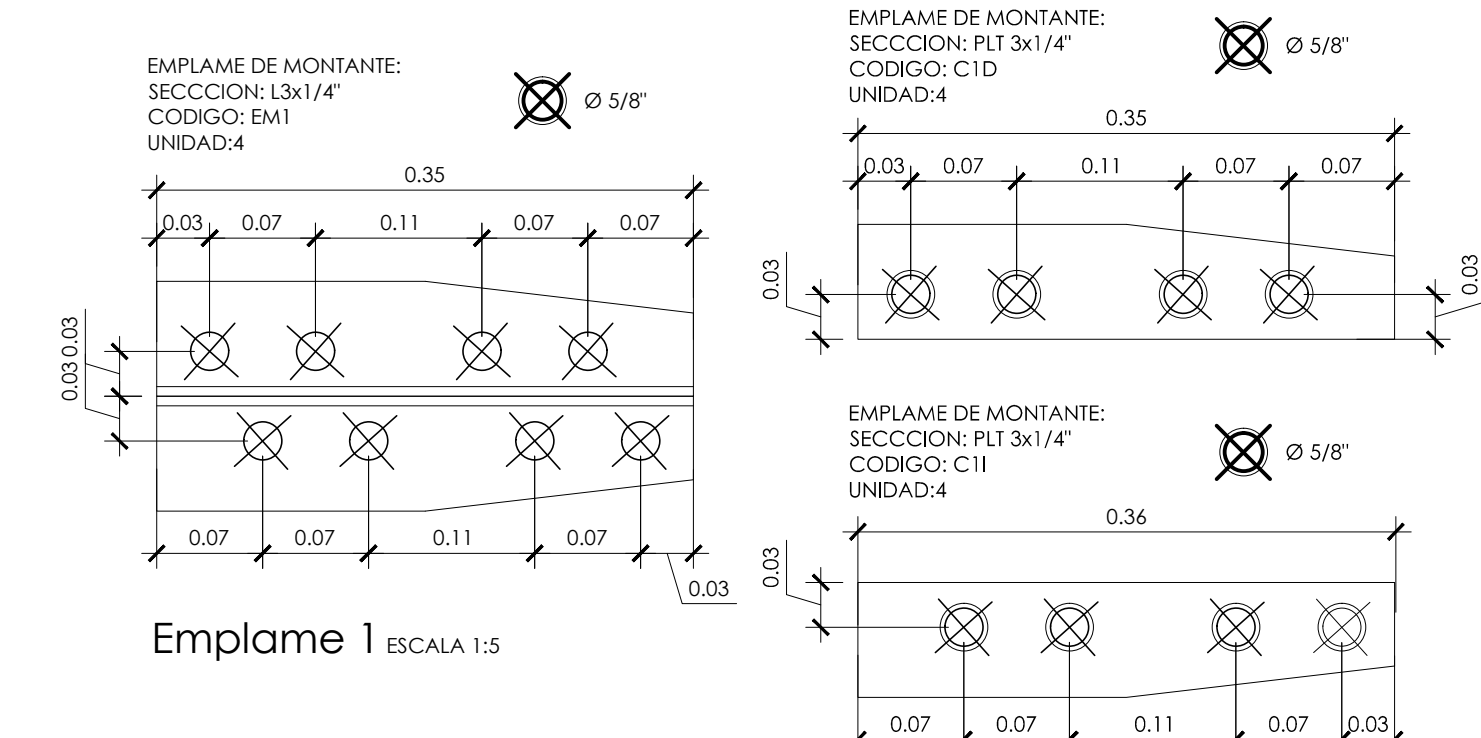 EMPLAME DE MONTANTE:
SECCCION: L3x1/4"
CODIGO: EM1
UNIDAD:4
Ø 5/8"
0.35
0.03 0.07 0.11 0.07 0.07
0.03
0.03
0.07 0.07 0.11 0.07
0.03
Emplame 1 ESCALA 1:5
EMPLAME DE MONTANTE:
SECCCION: PLT 3x1/4"
CODIGO: C1D
UNIDAD:4
Ø 5/8"
0.35
0.03 0.07 0.11 0.07 0.07
0.03
0.03
EMPLAME DE MONTANTE:
SECCCION: PLT 3x1/4"
CODIGO: C1I
UNIDAD:4
Ø 5/8"
0.36
0.03
0.07 0.07 0.11 0.07 0.03